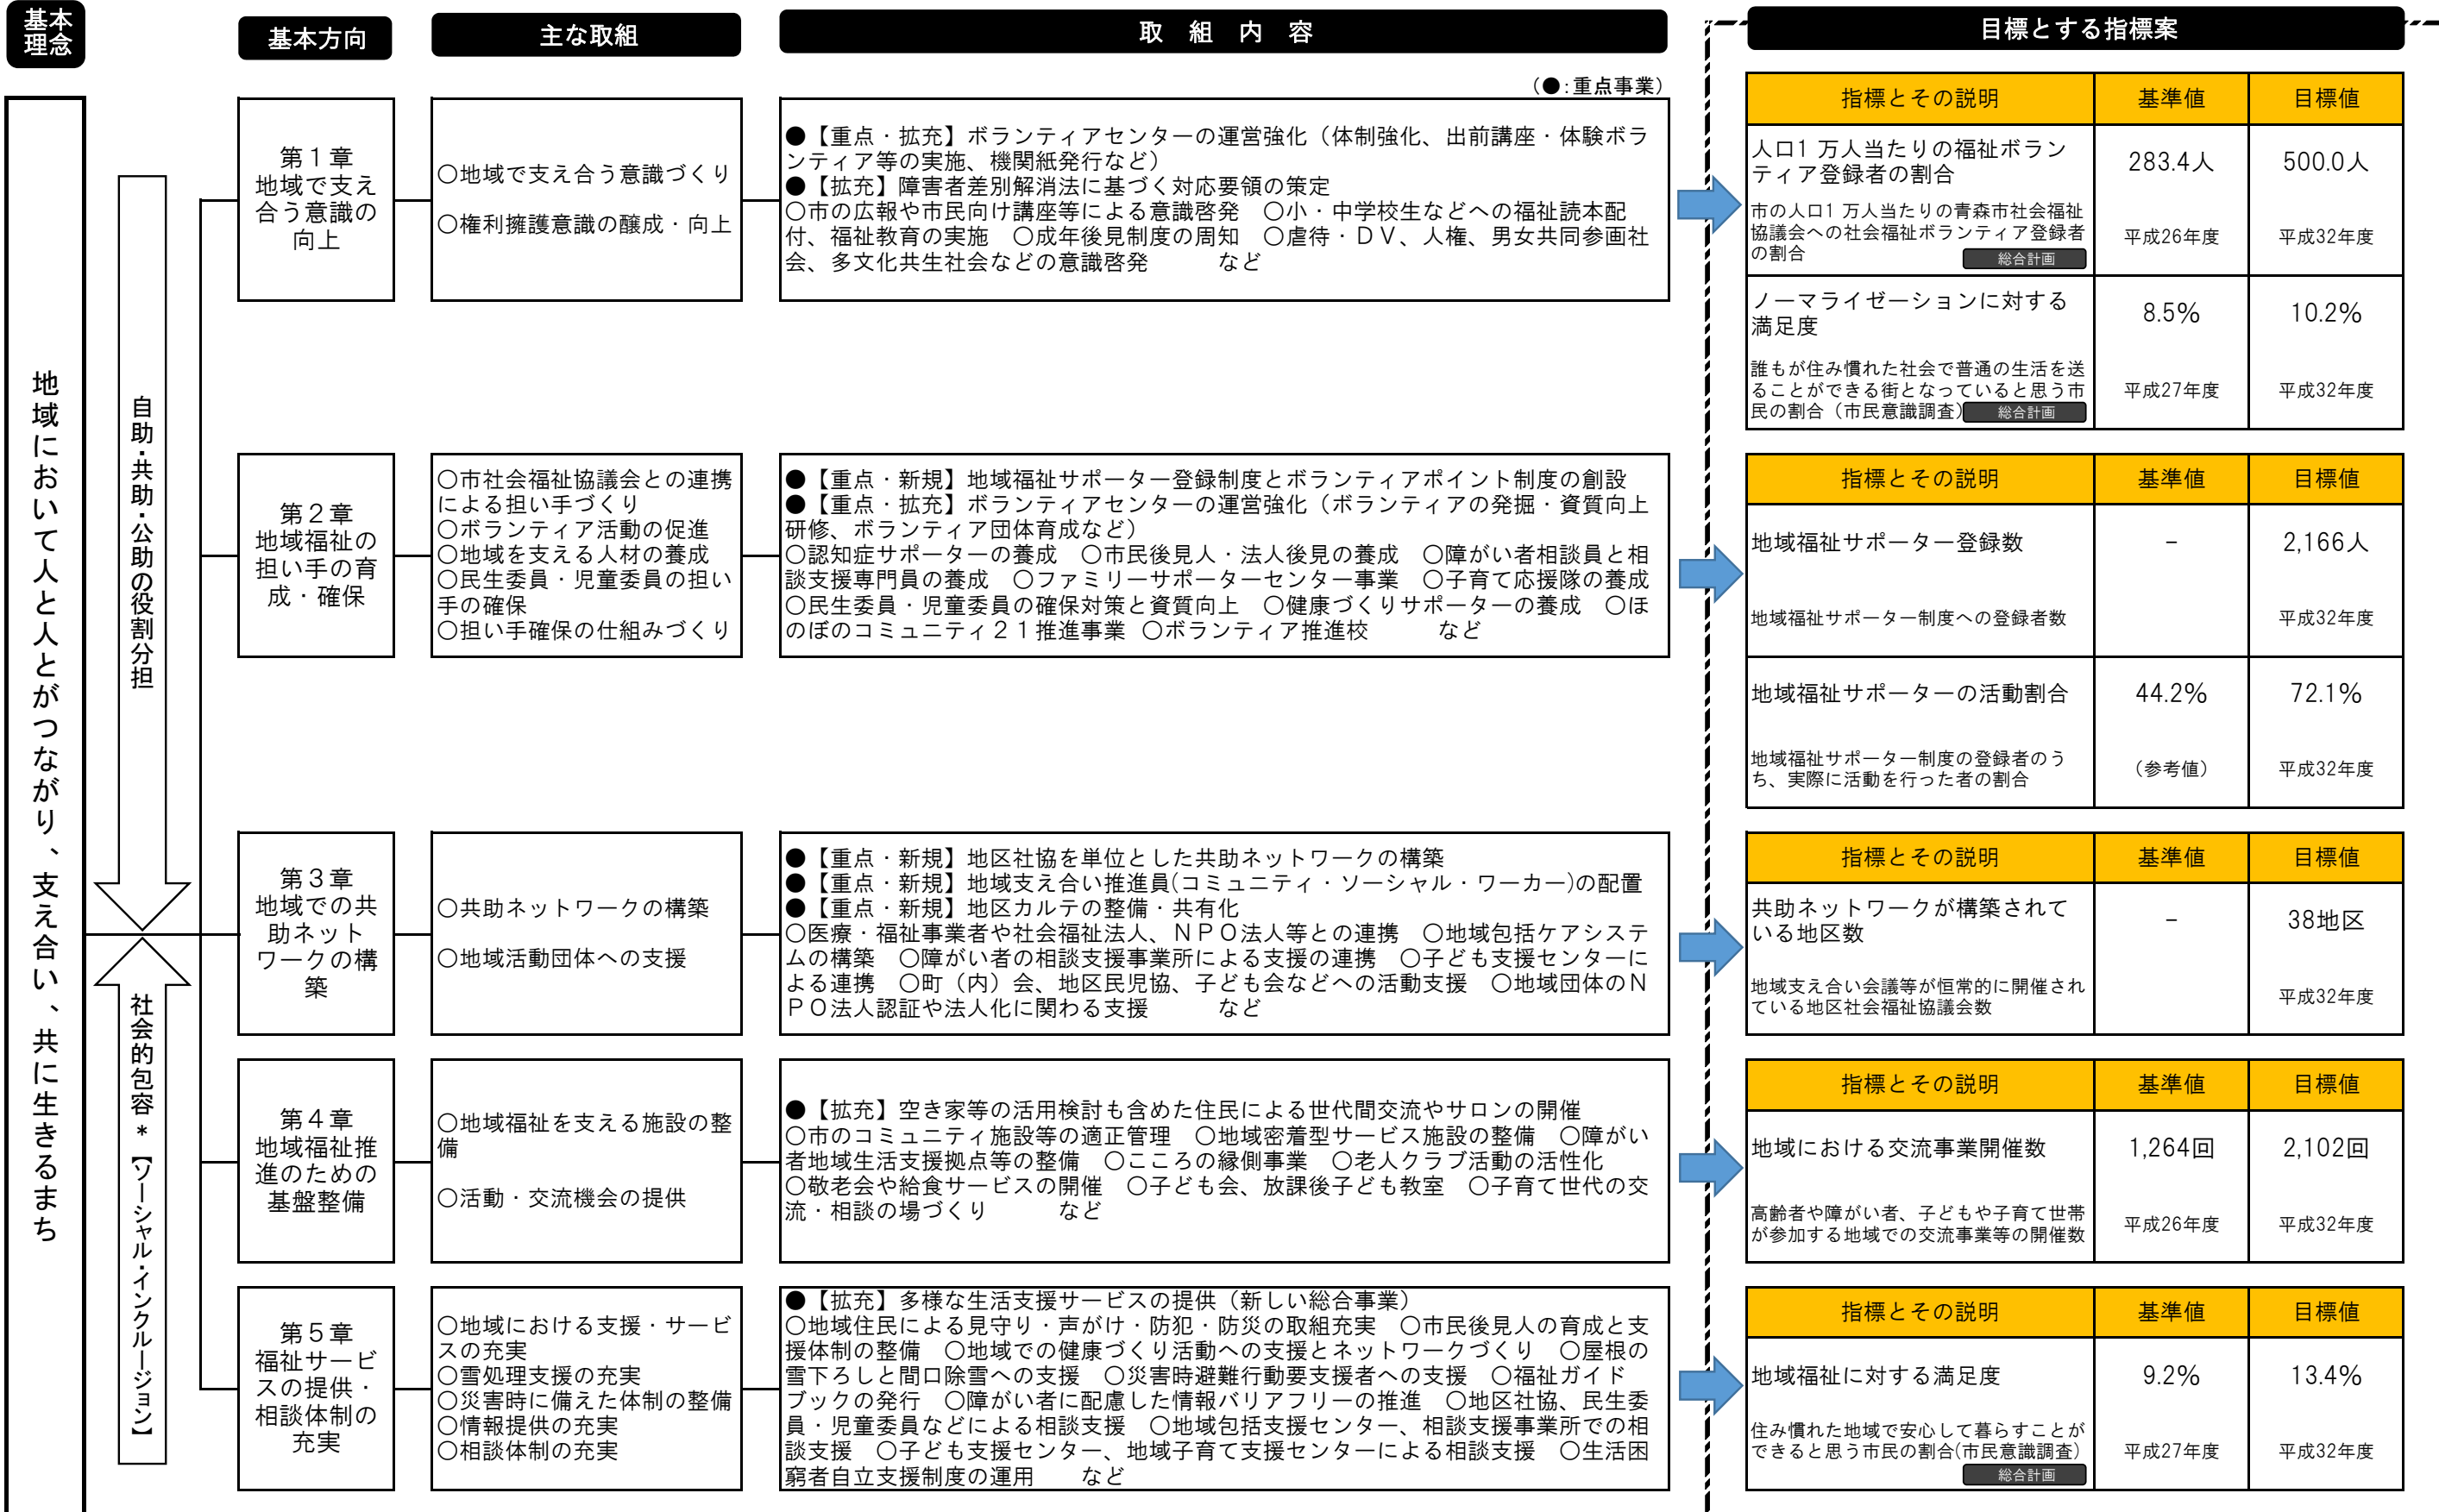 基本
理念
基本方向
主な取組
取　組　内　容
目標とする指標案
（●:重点事業）
地域において人と人とがつながり、支え合い、共に生きるまち
自助・共助・公助の役割分担
社会的包容＊【ソーシャル・インクルージョン】
第１章
地域で支え
合う意識の
向上
○地域で支え合う意識づくり
○権利擁護意識の醸成・向上
●【重点・拡充】ボランティアセンターの運営強化（体制強化、出前講座・体験ボラ
ンティア等の実施、機関紙発行など）
●【拡充】障害者差別解消法に基づく対応要領の策定
○市の広報や市民向け講座等による意識啓発　○小・中学校生などへの福祉読本配
付、福祉教育の実施　○成年後見制度の周知　○虐待・ＤＶ、人権、男女共同参画社
会、多文化共生社会などの意識啓発　　　など
指標とその説明　基準値　目標値
人口1 万人当たりの福祉ボラン
ティア登録者の割合
283.4人　500.0人
市の人口1 万人当たりの青森市社会福祉
協議会への社会福祉ボランティア登録者
の割合
総合計画
平成26年度　平成32年度
ノーマライゼーションに対する
満足度
8.5%　10.2%
誰もが住み慣れた社会で普通の生活を送
ることができる街となっていると思う市
民の割合（市民意識調査）
総合計画
平成27年度　平成32年度
第２章
地域福祉の
担い手の育
成・確保
○市社会福祉協議会との連携
による担い手づくり
○ボランティア活動の促進
○地域を支える人材の養成
○民生委員・児童委員の担い
手の確保
○担い手確保の仕組みづくり
●【重点・新規】地域福祉サポーター登録制度とボランティアポイント制度の創設
●【重点・拡充】ボランティアセンターの運営強化（ボランティアの発掘・資質向上
研修、ボランティア団体育成など）
○認知症サポーターの養成　○市民後見人・法人後見の養成　○障がい者相談員と相
談支援専門員の養成　○ファミリーサポーターセンター事業　○子育て応援隊の養成
○民生委員・児童委員の確保対策と資質向上　○健康づくりサポーターの養成　○ほ
のぼのコミュニティ２１推進事業　○ボランティア推進校　　　など
指標とその説明　基準値　目標値
地域福祉サポーター登録数　－　2,166人
地域福祉サポーター制度への登録者数　平成32年度
地域福祉サポーターの活動割合　44.2%　72.1%
地域福祉サポーター制度の登録者のう
ち、実際に活動を行った者の割合
（参考値）　平成32年度
第３章
地域での共
助ネット
ワークの構
築
○共助ネットワークの構築
○地域活動団体への支援
●【重点・新規】地区社協を単位とした共助ネットワークの構築
●【重点・新規】地域支え合い推進員(コミュニティ・ソーシャル・ワーカー)の配置
●【重点・新規】地区カルテの整備・共有化
○医療・福祉事業者や社会福祉法人、ＮＰＯ法人等との連携　○地域包括ケアシステ
ムの構築　○障がい者の相談支援事業所による支援の連携　○子ども支援センターに
よる連携　○町（内）会、地区民児協、子ども会などへの活動支援　○地域団体のＮ
ＰＯ法人認証や法人化に関わる支援　　　など
指標とその説明　基準値　目標値
共助ネットワークが構築されて
いる地区数
－　38地区
地域支え合い会議等が恒常的に開催され
ている地区社会福祉協議会数
平成32年度
第４章
地域福祉推
進のための
基盤整備
○地域福祉を支える施設の整
備
○活動・交流機会の提供
●【拡充】空き家等の活用検討も含めた住民による世代間交流やサロンの開催
○市のコミュニティ施設等の適正管理　○地域密着型サービス施設の整備　○障がい
者地域生活支援拠点等の整備　○こころの縁側事業　○老人クラブ活動の活性化
○敬老会や給食サービスの開催　○子ども会、放課後子ども教室　○子育て世代の交
流・相談の場づくり　　　など
指標とその説明　基準値　目標値
地域における交流事業開催数　1,264回　2,102回
高齢者や障がい者、子どもや子育て世帯
が参加する地域での交流事業等の開催数
平成26年度　平成32年度
第５章
福祉サービ
スの提供・
相談体制の
充実
○地域における支援・サービ
スの充実
○雪処理支援の充実
○災害時に備えた体制の整備
○情報提供の充実
○相談体制の充実
●【拡充】多様な生活支援サービスの提供（新しい総合事業）
○地域住民による見守り・声がけ・防犯・防災の取組充実　○市民後見人の育成と支
援体制の整備　○地域での健康づくり活動への支援とネットワークづくり　○屋根の
雪下ろしと間口除雪への支援　○災害時避難行動要支援者への支援　○福祉ガイド
ブックの発行　○障がい者に配慮した情報バリアフリーの推進　○地区社協、民生委
員・児童委員などによる相談支援　○地域包括支援センター、相談支援事業所での相
談支援　○子ども支援センター、地域子育て支援センターによる相談支援　○生活困
窮者自立支援制度の運用　　など
指標とその説明　基準値　目標値
地域福祉に対する満足度　9.2%　13.4%
住み慣れた地域で安心して暮らすことが
できると思う市民の割合(市民意識調査)
総合計画
平成27年度　平成32年度